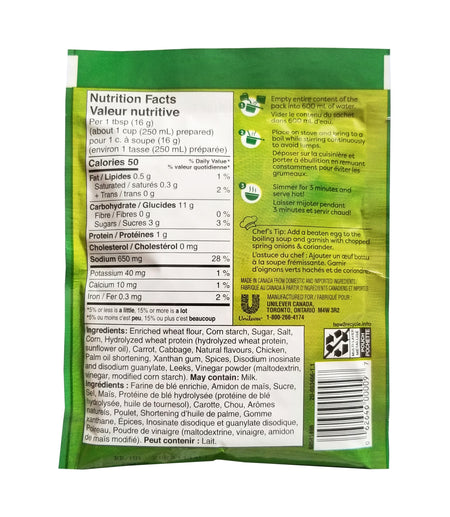 Nutrition Facts
Valeur nutritive
Per 1 tbsp (16 g)
(about 1 cup (250 mL) prepared)
pour 1 c. à soupe (16 g)
(environ 1 tasse (250 mL) préparée)
Calories 50 % Daily Value*
% valeur quotidienne*
Fat / Lipides 0.5 g 1 %
Saturated / saturés 0.3 g
+ Trans / trans 0 g 2 %
Carbohydrate / Glucides 11 g
Fibre / Fibres 0 g 0 %
Sugars / Sucres 3 g 3 %
Protein / Protéines 1 g
Cholesterol / Cholestérol 0 mg
Sodium 650 mg 28 %
Potassium 40 mg 1 %
Calcium 10 mg 1 %
Iron / Fer 0.3 mg 2 %
*5% or less is a little, 15% or more is a lot
*5% ou moins c'est peu, 15% ou plus c'est beaucoup
Ingredients: Enriched wheat flour, Corn starch, Sugar, Salt,
Corn, Hydrolyzed wheat protein (hydrolyzed wheat protein,
sunflower oil), Carrot, Cabbage, Natural flavours, Chicken,
Palm oil shortening, Xanthan gum, Spices, Disodium inosinate
and disodium guanylate, Leeks, Vinegar powder (maltodextrin,
vinegar, modified corn starch). May contain: Milk.
Ingrédients : Farine de blé enrichie, Amidon de maïs, Sucre,
Sel, Maïs, Protéine de blé hydrolysée (protéine de blé
hydrolysée, huile de tournesol), Carotte, Chou, Arômes
naturels, Poulet, Shortening d'huile de palme, Gomme
xanthane, Épices, Inosinate disodique et guanylate disodique,
Poireau, Poudre de vinaigre (maltodextrine, vinaigre, amidon
de maïs modifié). Peut contenir : Lait.
1
Empty entire content of the
pack into 600 mL of water.
Vider le contenu du sachet
dans 600 mL d'eau.
2
Place on stove and bring to a
boil while stirring continuously
to avoid lumps.
Déposer sur la cuisinière et
porter à ébullition en remuant
constamment pour éviter les
grumeaux.
3
Simmer for 3 minutes and
serve hot!
Laisser mijoter pendant
3 minutes et servir chaud!
Chef's Tip: Add a beaten egg to the
boiling soup and garnish with chopped
spring onions & coriander.
L'astuce du chef : Ajouter un œuf battu
à la soupe frémissante. Garnir
d'oignons verts hachés et de coriandre.
MADE IN CANADA FROM DOMESTIC AND IMPORTED INGREDIENTS/
FABRIQUÉ AU CANADA À PARTIR D'INGRÉDIENTS CANADIENS ET IMPORTÉS
Unilever
MANUFACTURED FOR / FABRIQUÉ POUR :
UNILEVER CANADA,
TORONTO, ONTARIO M4W 3R2
1-800-266-4174
how2recycle.info